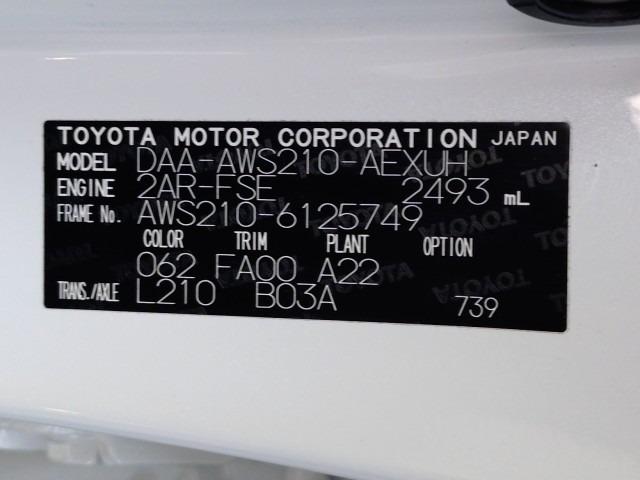 TOYOTA MOTOR CORPORATION JAPAN
MODEL DAA-AWS210-AEXUH
ENGINE 2AR-FSE 2493 mL
FRAME No. AWS210-6125749
COLOR TRIM PLANT OPTION
062 FA00 A22
TRANS./AXLE L210 B03A 739